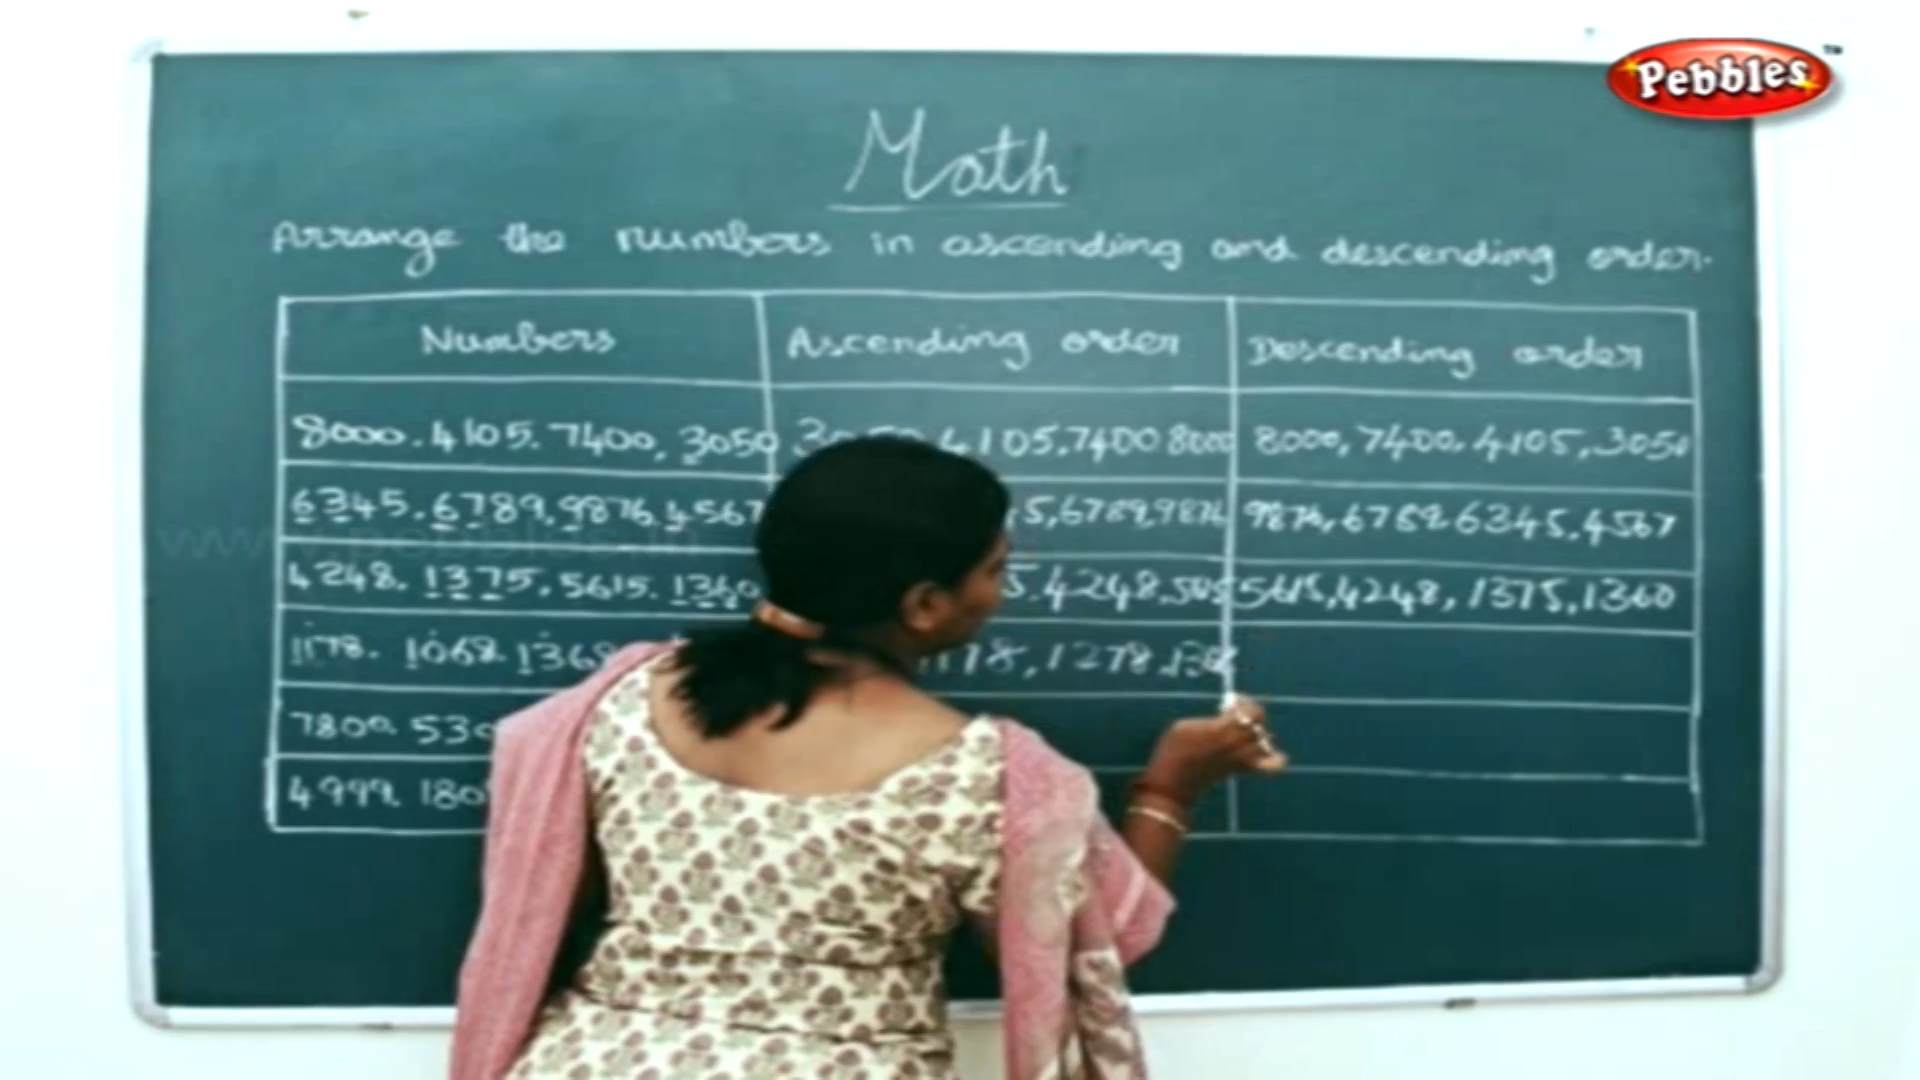 Pebbles™
Math
Arrange the numbers in ascending and descending order.
Numbers Ascending order Descending order
8000. 4105. 7400, 3050 4105, 7400 8000 8000, 7400. 4105, 3050
6345. 6789, 9876. 4567 5, 6789, 9876 9876, 6789 6345, 4567
4248. 1375, 5615. 1360 5. 4248, 5615 5615, 4248, 1375, 1360
1178. 1068. 1368 1178, 1278, 1368
7800. 530
4999. 180